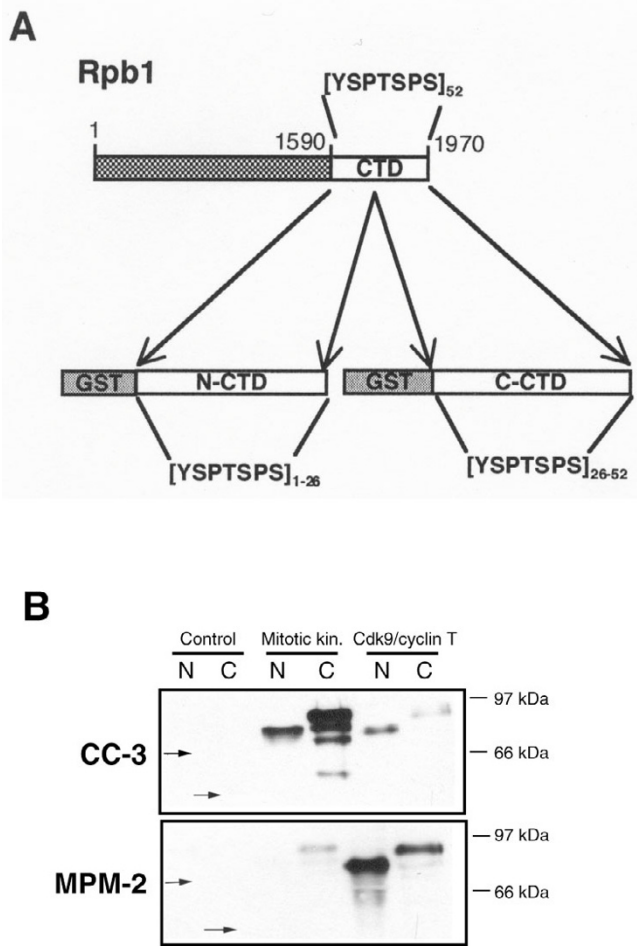 A
Rpb1
[YSPTSPS]52
1
1590
1970
CTD
GST
N-CTD
GST
C-CTD
[YSPTSPS]1-26
[YSPTSPS]26-52
B
Control
Mitotic kin.
Cdk9/cyclin T
N C N C N C
CC-3
97 kDa
66 kDa
MPM-2
97 kDa
66 kDa